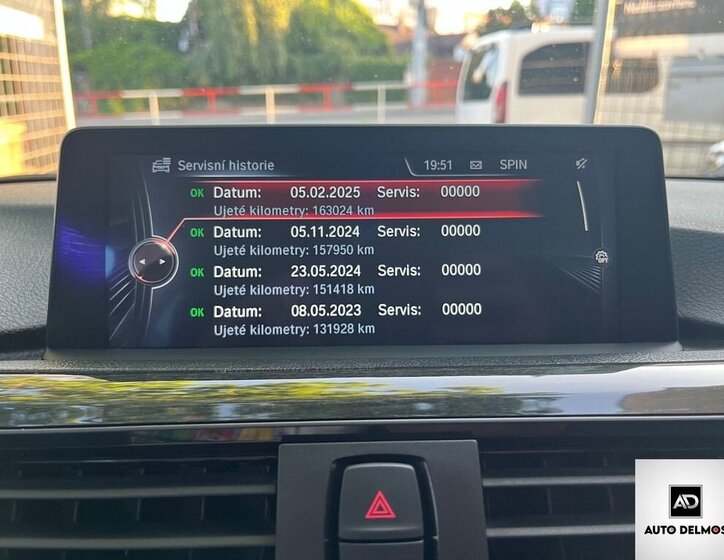 Servisní historie 19:51 SPIN
OK Datum: 05.02.2025 Servis: 00000
Ujeté kilometry: 163024 km
OK Datum: 05.11.2024 Servis: 00000
Ujeté kilometry: 157950 km
OK Datum: 23.05.2024 Servis: 00000
Ujeté kilometry: 151418 km
OK Datum: 08.05.2023 Servis: 00000
Ujeté kilometry: 131928 km
OPT
AD
AUTO DELMOS